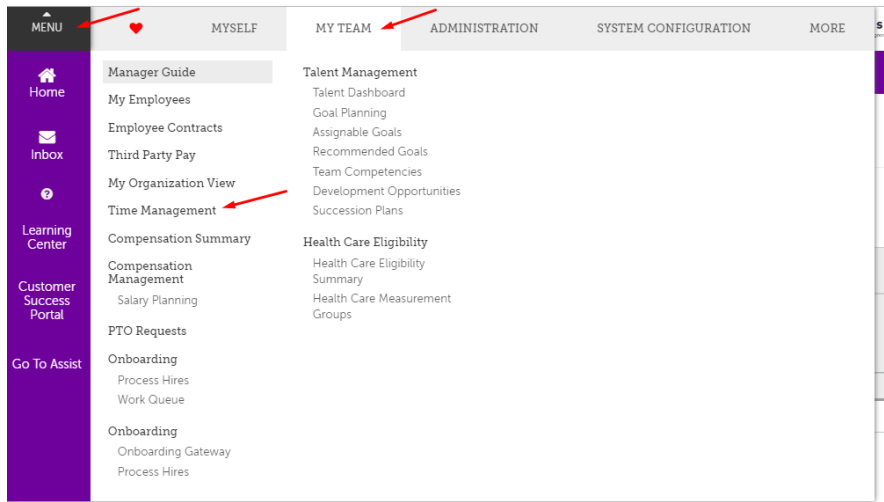 MENU
MYSELF
MY TEAM
ADMINISTRATION
SYSTEM CONFIGURATION
MORE
Home
Inbox
?
Learning
Center
Customer
Success
Portal
Go To Assist
Manager Guide
My Employees
Employee Contracts
Third Party Pay
My Organization View
Time Management
Compensation Summary
Compensation
Management
Salary Planning
PTO Requests
Onboarding
Process Hires
Work Queue
Onboarding
Onboarding Gateway
Process Hires
Talent Management
Talent Dashboard
Goal Planning
Assignable Goals
Recommended Goals
Team Competencies
Development Opportunities
Succession Plans
Health Care Eligibility
Health Care Eligibility
Summary
Health Care Measurement
Groups